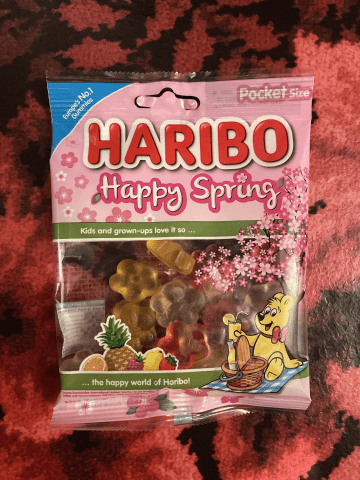 Europe's No.1
Gummies
Pocket Size
HARIBO
Happy Spring
Kids and grown-ups love it so ...
... the happy world of Haribo!